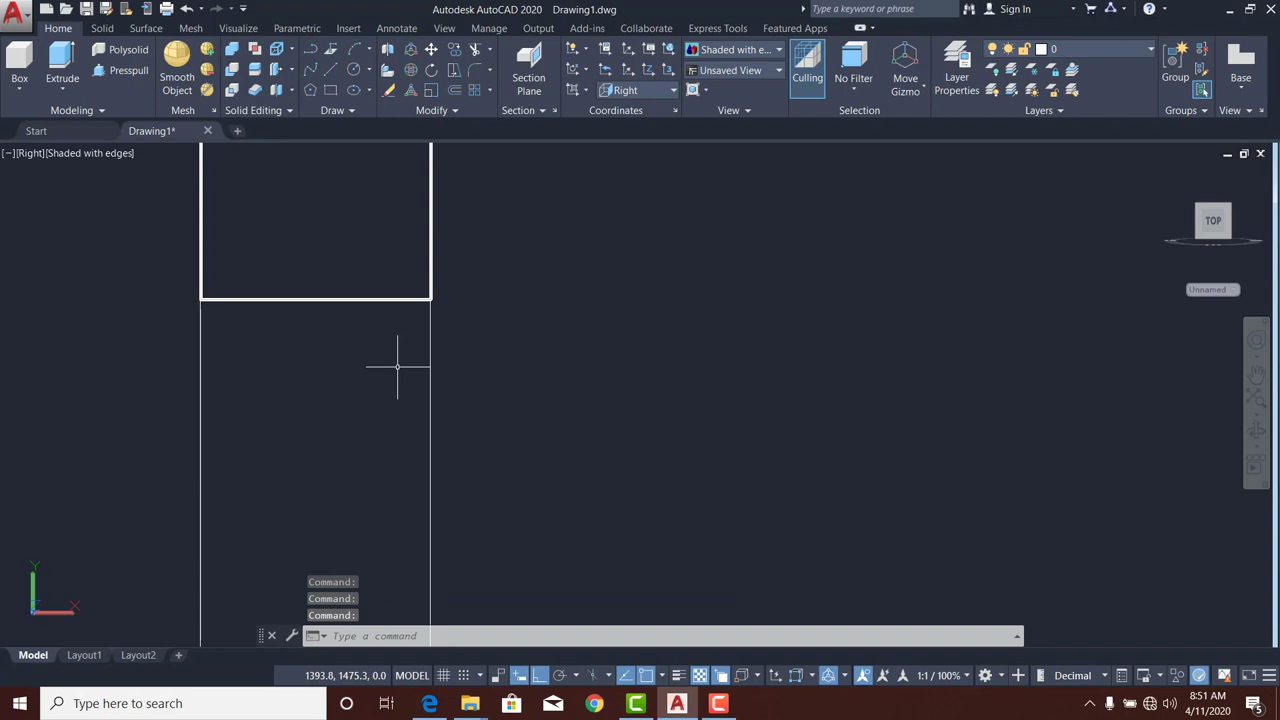 Autodesk AutoCAD 2020 Drawing1.dwg
Type a keyword or phrase
Sign In
Home Solid Surface Mesh Visualize Parametric Insert Annotate View Manage Output Add-ins Collaborate Express Tools Featured Apps
Box
Extrude
Polysolid
Presspull
Smooth
Object
Section
Plane
Right
Shaded with e...
Unsaved View
Culling
No Filter
Move
Gizmo
Layer
Properties
0
Group
Base
Modeling
Mesh
Solid Editing
Draw
Modify
Section
Coordinates
View
Selection
Layers
Groups
View
Start
Drawing1*
[−][Right][Shaded with edges]
TOP
Unnamed
Y
X
Command:
Command:
Command:
Type a command
Model Layout1 Layout2
1393.8, 1475.3, 0.0 MODEL
1:1 / 100%
Decimal
Type here to search
8:51 AM
4/11/2020